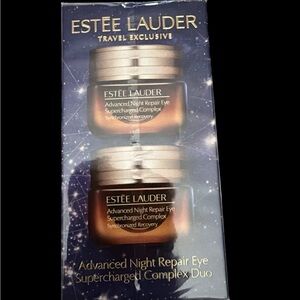 ESTĒE LAUDER
TRAVEL EXCLUSIVE
ESTĒE LAUDER
Advanced Night Repair Eye
Supercharged Complex
Synchronized Recovery
ESTĒE LAUDER
Advanced Night Repair Eye
Supercharged Complex
Synchronized Recovery
Advanced Night Repair Eye
Supercharged Complex Duo